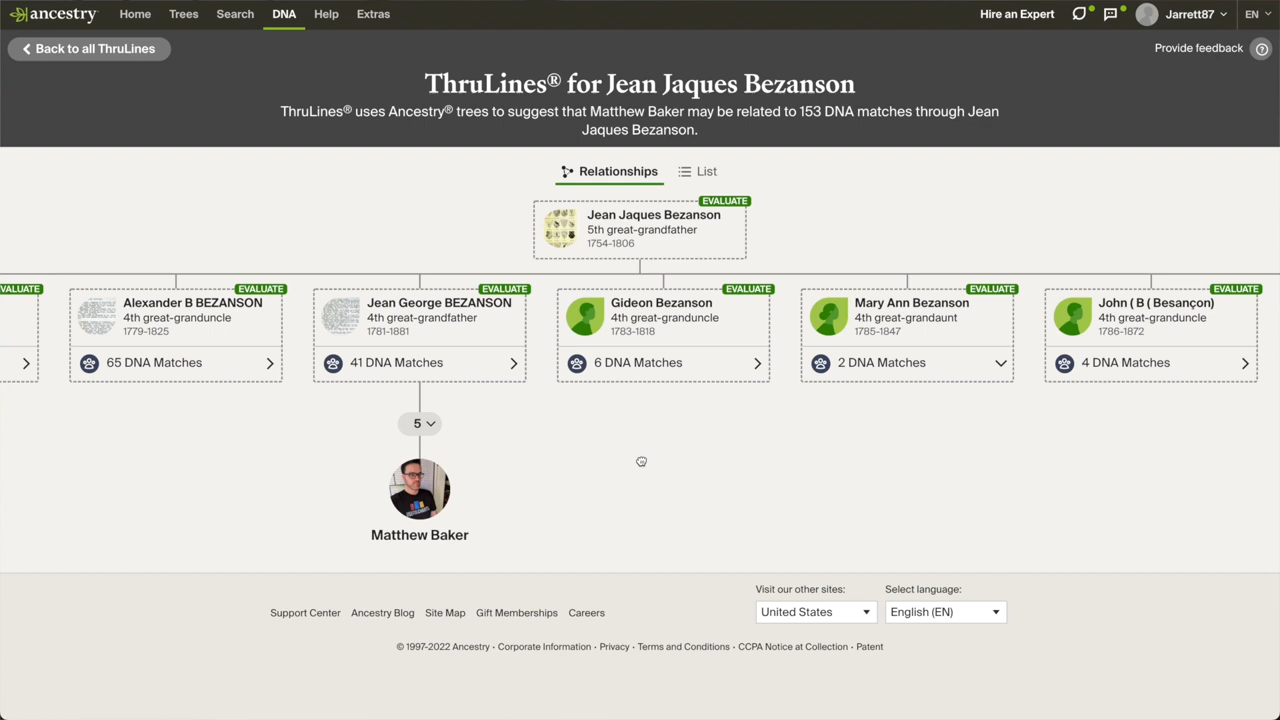 ancestry
Home Trees Search DNA Help Extras
Hire an Expert Jarrett87 EN
Back to all ThruLines
Provide feedback
ThruLines® for Jean Jaques Bezanson
ThruLines® uses Ancestry® trees to suggest that Matthew Baker may be related to 153 DNA matches through Jean
Jaques Bezanson.
Relationships List
EVALUATE
Jean Jaques Bezanson
5th great-grandfather
1754-1806
EVALUATE
EVALUATE
Alexander B BEZANSON
4th great-granduncle
1779-1825
65 DNA Matches
EVALUATE
Jean George BEZANSON
4th great-grandfather
1781-1881
41 DNA Matches
EVALUATE
Gideon Bezanson
4th great-granduncle
1783-1818
6 DNA Matches
EVALUATE
Mary Ann Bezanson
4th great-grandaunt
1785-1847
2 DNA Matches
EVALUATE
John ( B ( Besançon)
4th great-granduncle
1786-1872
4 DNA Matches
5
Matthew Baker
Visit our other sites: Select language:
Support Center Ancestry Blog Site Map Gift Memberships Careers United States English (EN)
© 1997-2022 Ancestry · Corporate Information · Privacy · Terms and Conditions · CCPA Notice at Collection · Patent